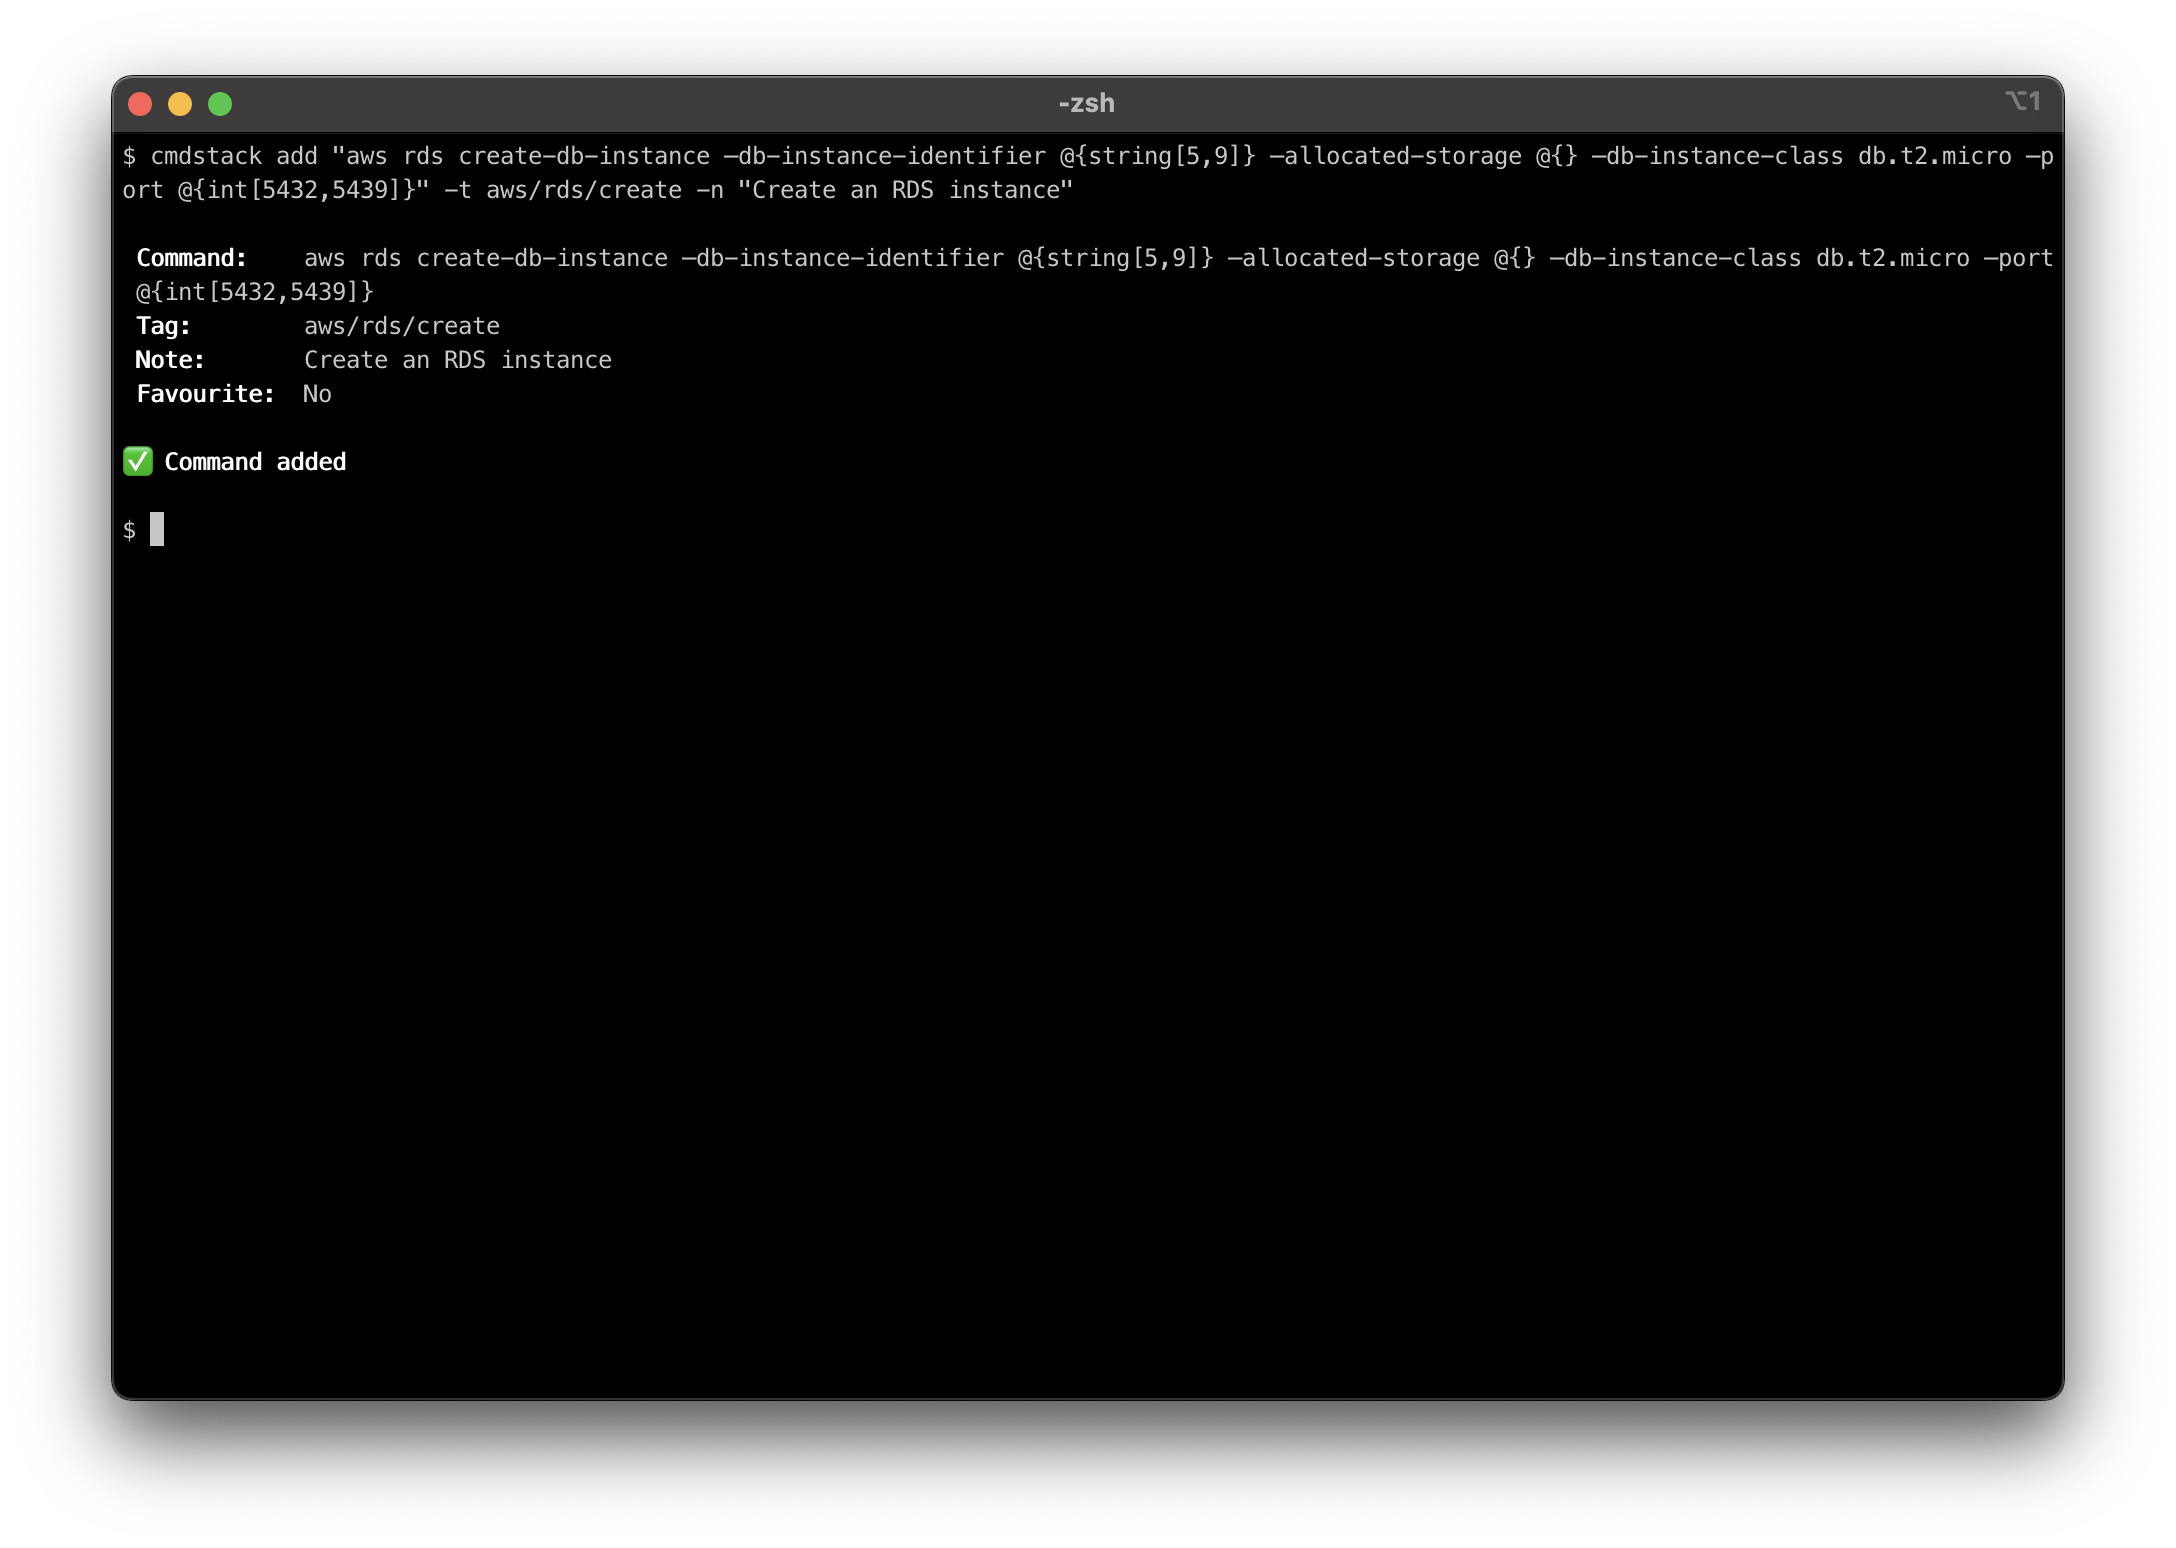 -zsh
⌥1
$ cmdstack add "aws rds create-db-instance —db-instance-identifier @{string[5,9]} —allocated-storage @{} —db-instance-class db.t2.micro —p
ort @{int[5432,5439]}" -t aws/rds/create -n "Create an RDS instance"
Command: aws rds create-db-instance —db-instance-identifier @{string[5,9]} —allocated-storage @{} —db-instance-class db.t2.micro —port
@{int[5432,5439]}
Tag: aws/rds/create
Note: Create an RDS instance
Favourite: No
✅ Command added
$